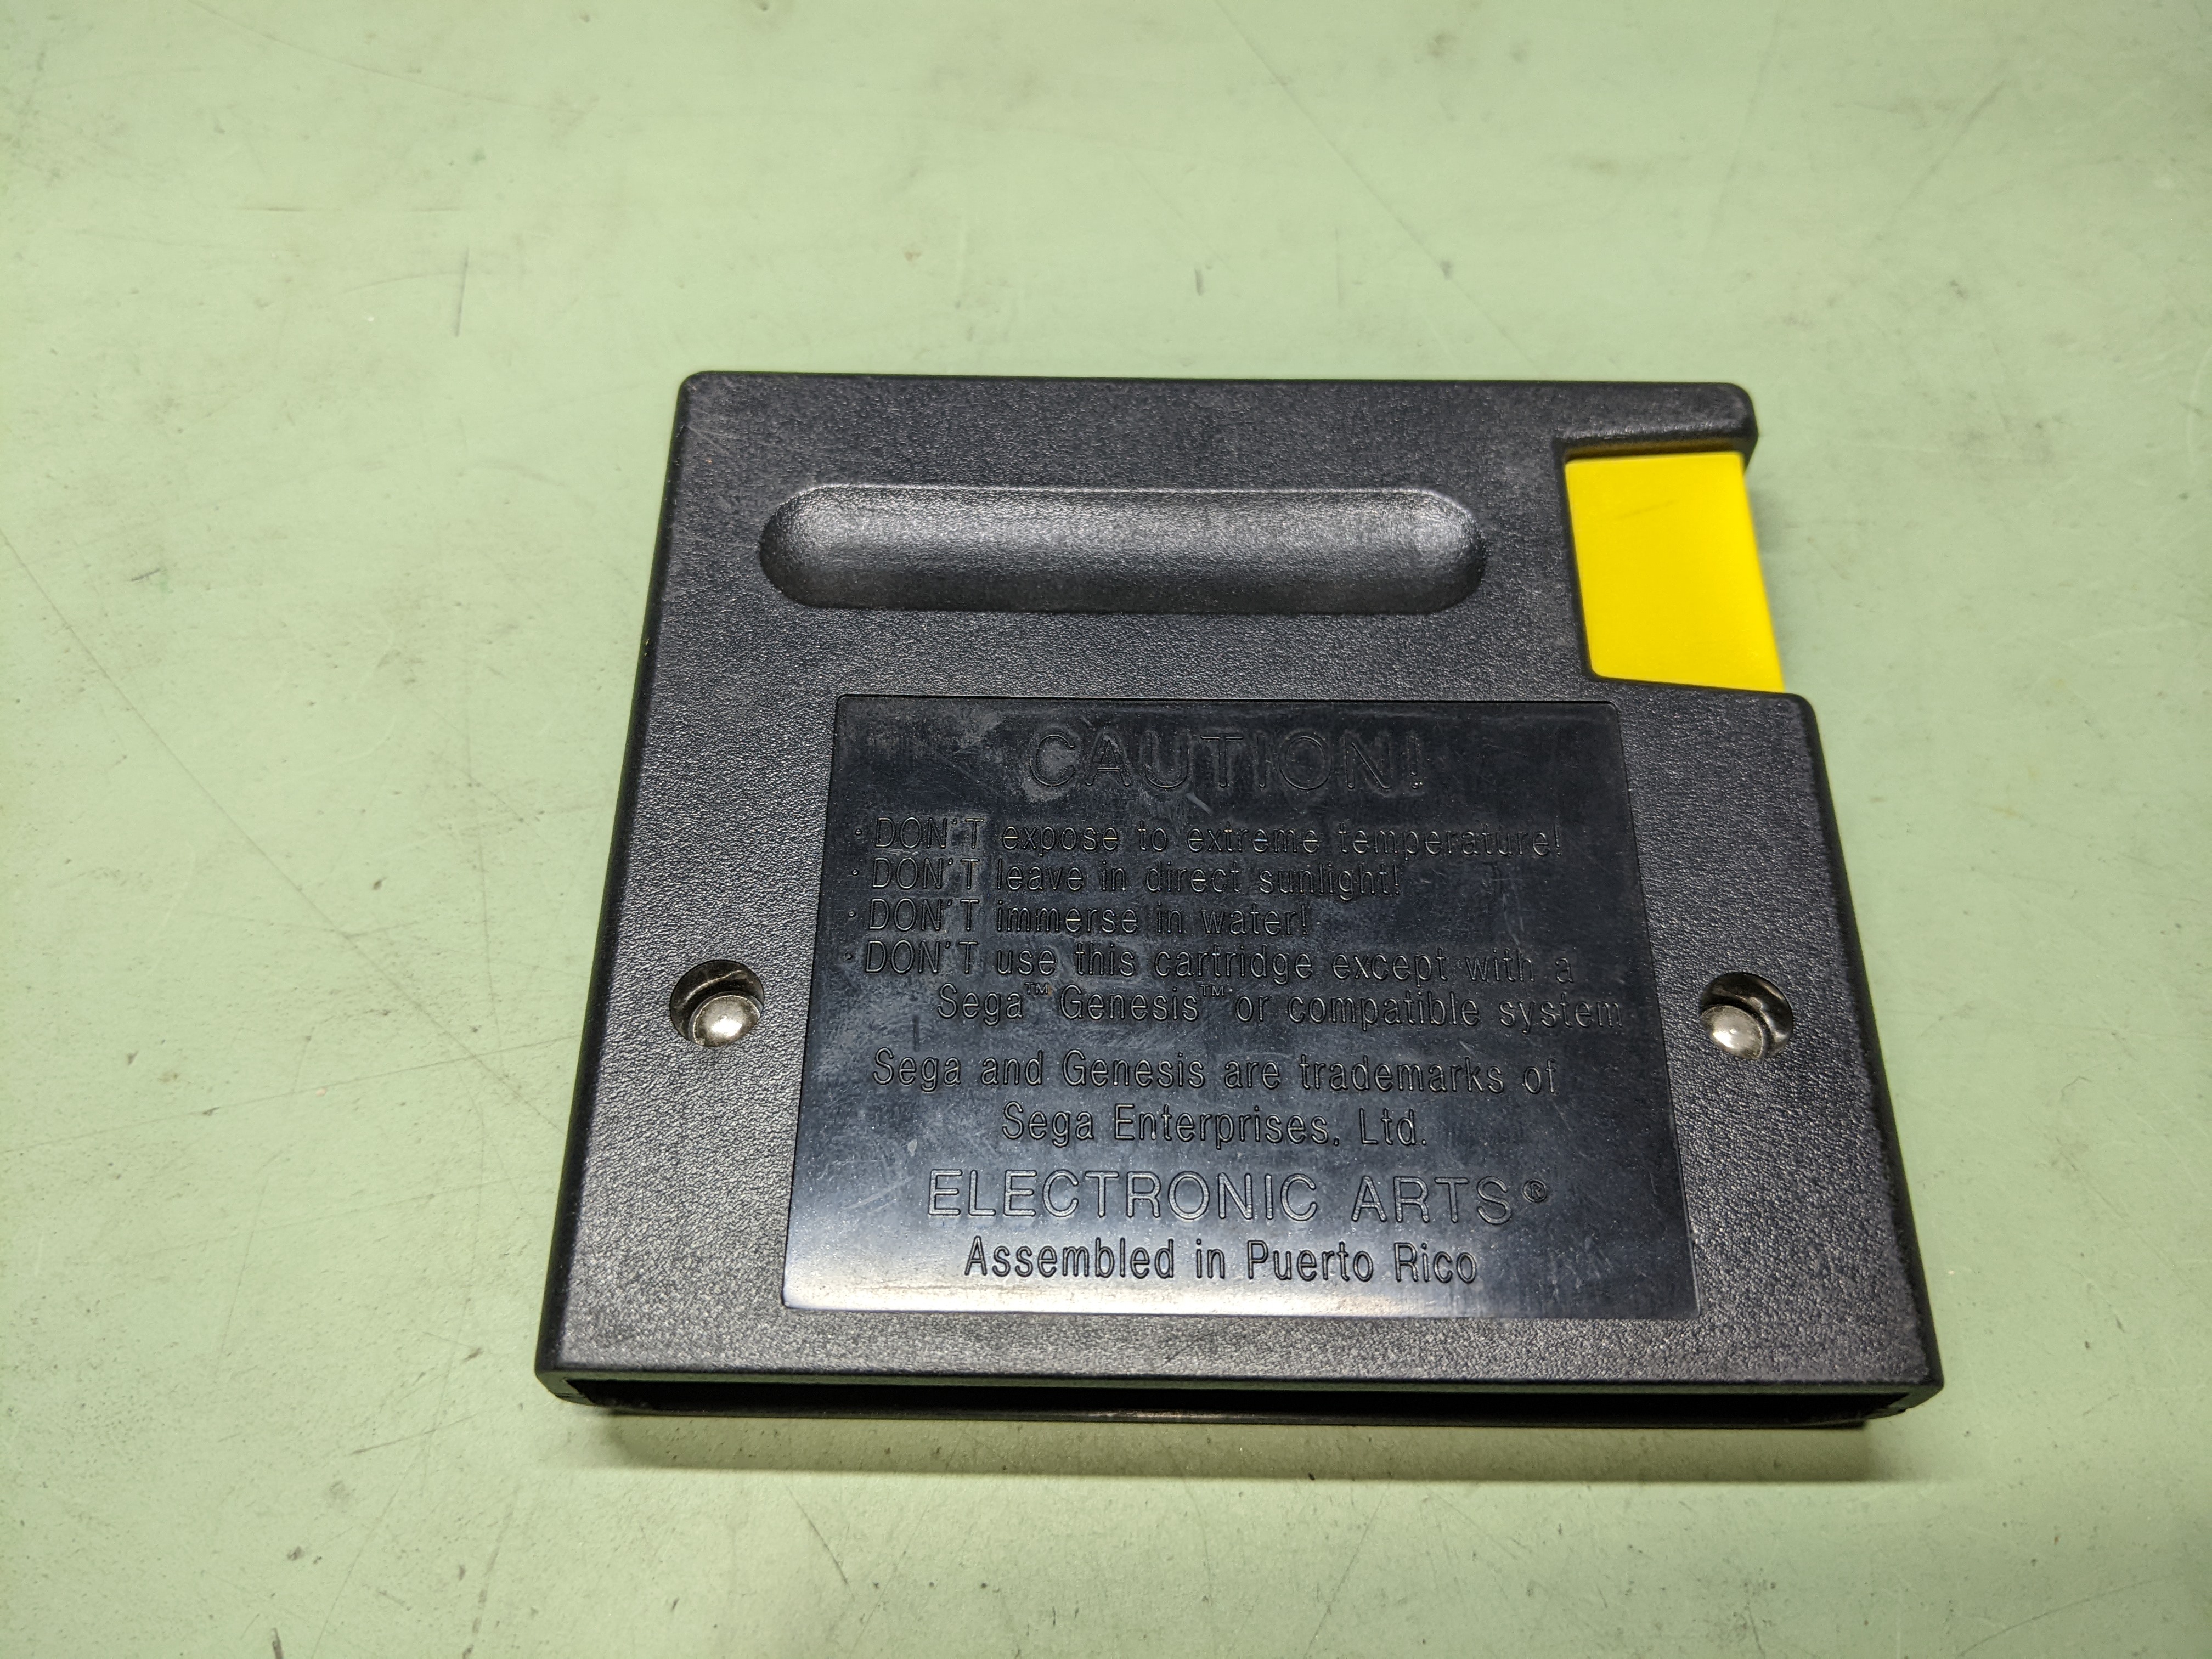 CAUTION!
· DON'T expose to extreme temperature!
· DON'T leave in direct sunlight!
· DON'T immerse in water!
· DON'T use this cartridge except with a
Sega™ Genesis™ or compatible system
Sega and Genesis are trademarks of
Sega Enterprises, Ltd.
ELECTRONIC ARTS®
Assembled in Puerto Rico